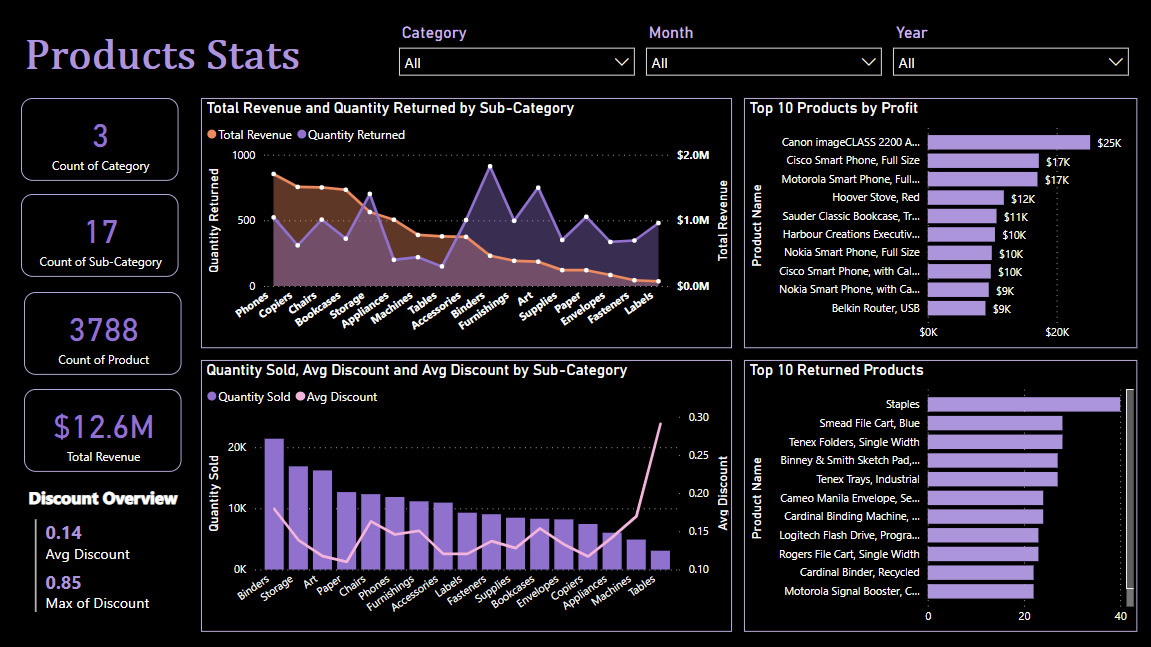 Products Stats
Category
Month
Year
All
All
All
3
Count of Category
17
Count of Sub-Category
3788
Count of Product
$12.6M
Total Revenue
Discount Overview
0.14
Avg Discount
0.85
Max of Discount
Total Revenue and Quantity Returned by Sub-Category
Total Revenue
Quantity Returned
1000
500
0
Quantity Returned
$2.0M
$1.0M
$0.0M
Total Revenue
Phones
Copiers
Chairs
Bookcases
Storage
Appliances
Machines
Tables
Accessories
Binders
Furnishings
Art
Supplies
Paper
Envelopes
Fasteners
Labels
Top 10 Products by Profit
Product Name
Canon imageCLASS 2200 A... $25K
Cisco Smart Phone, Full Size $17K
Motorola Smart Phone, Full... $17K
Hoover Stove, Red $12K
Sauder Classic Bookcase, Tr... $11K
Harbour Creations Executiv... $10K
Nokia Smart Phone, Full Size $10K
Cisco Smart Phone, with Cal... $10K
Nokia Smart Phone, with Ca... $9K
Belkin Router, USB $9K
$0K $20K
Quantity Sold, Avg Discount and Avg Discount by Sub-Category
Quantity Sold
Avg Discount
20K
10K
0K
Quantity Sold
0.30
0.25
0.20
0.15
0.10
Avg Discount
Binders
Storage
Art
Paper
Chairs
Phones
Furnishings
Accessories
Labels
Fasteners
Supplies
Bookcases
Envelopes
Copiers
Appliances
Machines
Tables
Top 10 Returned Products
Product Name
Staples
Smead File Cart, Blue
Tenex Folders, Single Width
Binney & Smith Sketch Pad,...
Tenex Trays, Industrial
Cameo Manila Envelope, Se...
Cardinal Binding Machine, ...
Logitech Flash Drive, Progra...
Rogers File Cart, Single Width
Cardinal Binder, Recycled
Motorola Signal Booster, C...
0 20 40